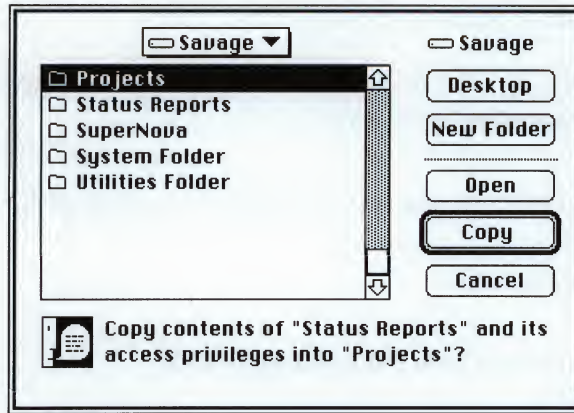 Savage
Savage
Projects
Status Reports
SuperNova
System Folder
Utilities Folder
Desktop
New Folder
Open
Copy
Cancel
Copy contents of "Status Reports" and its
access privileges into "Projects"?